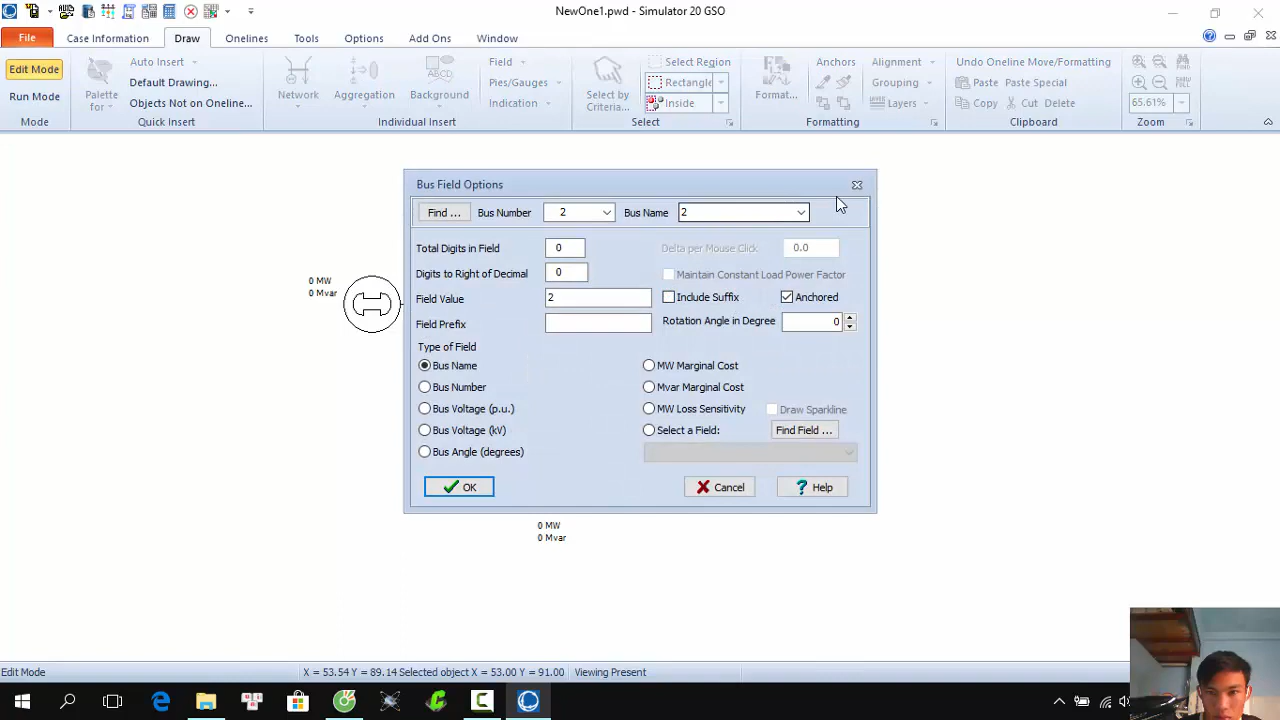 NewOne1.pwd - Simulator 20 GSO
File Case Information Draw Onelines Tools Options Add Ons Window
Edit Mode
Run Mode
Mode
Palette for
Auto Insert
Default Drawing...
Objects Not on Oneline...
Quick Insert
Network
Aggregation
Background
Field
Pies/Gauges
Indication
Individual Insert
Select by Criteria...
Select Region
Rectangle
Inside
Select
Format...
Anchors
Alignment
Grouping
Layers
Formatting
Undo Oneline Move/Formatting
Paste Paste Special
Copy Cut Delete
Clipboard
65.61%
Zoom
Bus Field Options
Find ... Bus Number 2 Bus Name 2
Total Digits in Field 0 Delta per Mouse Click 0.0
Digits to Right of Decimal 0 Maintain Constant Load Power Factor
Field Value 2 Include Suffix Anchored
Field Prefix Rotation Angle in Degree 0
Type of Field
Bus Name MW Marginal Cost
Bus Number Mvar Marginal Cost
Bus Voltage (p.u.) MW Loss Sensitivity Draw Sparkline
Bus Voltage (kV) Select a Field: Find Field ...
Bus Angle (degrees)
OK Cancel Help
0 MW
0 Mvar
0 MW
0 Mvar
Edit Mode X = 53.54 Y = 89.14 Selected object X = 53.00 Y = 91.00 Viewing Present